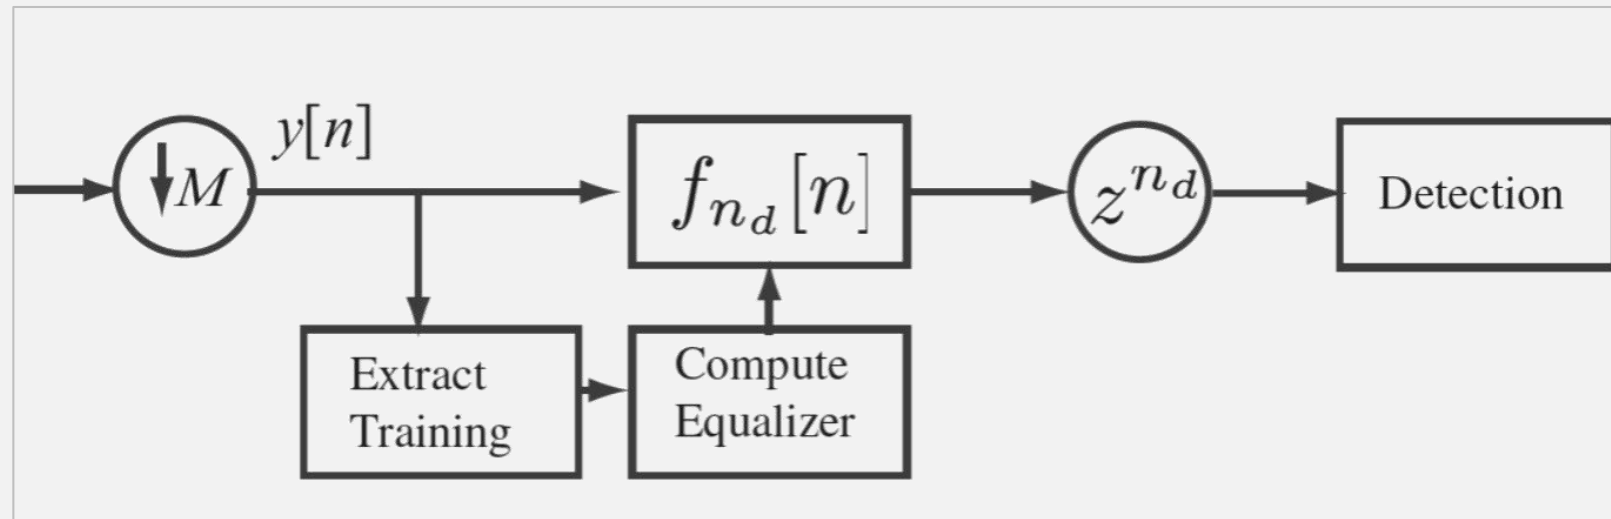 y[n]
↓M
f_{n_d}[n]
z^{n_d}
Detection
Extract
Training
Compute
Equalizer